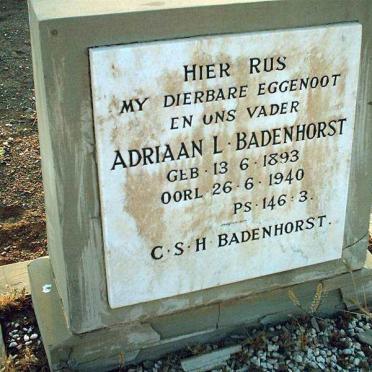 HIER RUS
MY DIERBARE EGGENOOT
EN ONS VADER
ADRIAAN L. BADENHORST
GEB. 13.6.1893
OORL 26.6.1940
PS.146.3.
C.S.H BADENHORST.